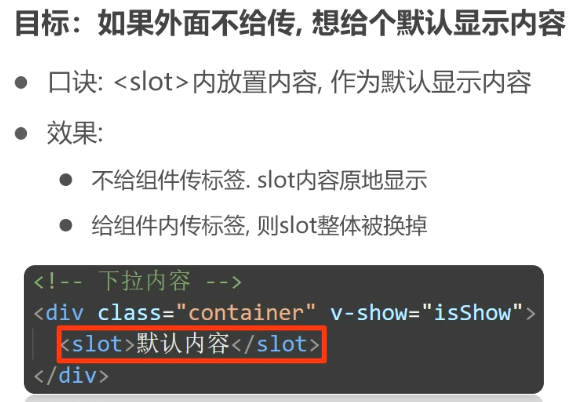 目标：如果外面不给传, 想给个默认显示内容
● 口诀: <slot>内放置内容, 作为默认显示内容
● 效果:
● 不给组件传标签. slot内容原地显示
● 给组件内传标签, 则slot整体被换掉
<!-- 下拉内容 -->
<div class="container" v-show="isShow">
<slot>默认内容</slot>
</div>